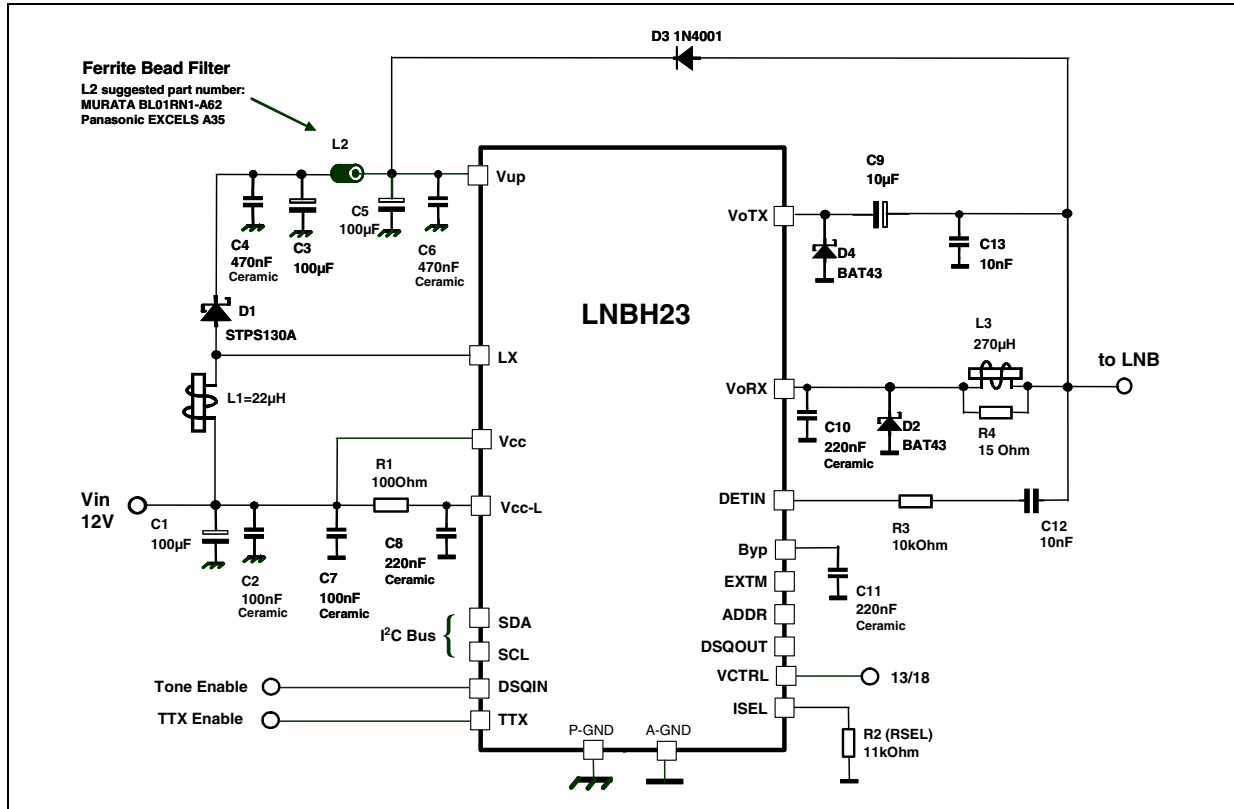 D3 1N4001
Ferrite Bead Filter
L2 suggested part number:
MURATA BL01RN1-A62
Panasonic EXCELS A35
L2
Vup
C4
470nF
Ceramic
C3
100µF
C5
100µF
C6
470nF
Ceramic
C9
10µF
VoTX
D4
BAT43
C13
10nF
D1
STPS130A
LNBH23
LX
L1=22µH
L3
270µH
to LNB
VoRX
C10
220nF
Ceramic
D2
BAT43
R4
15 Ohm
Vcc
R1
100Ohm
Vin
12V
Vcc-L
C1
100µF
C2
100nF
Ceramic
C7
100nF
Ceramic
C8
220nF
Ceramic
DETIN
R3
10kOhm
C12
10nF
Byp
C11
220nF
Ceramic
EXTM
ADDR
DSQOUT
VCTRL
13/18
ISEL
R2 (RSEL)
11kOhm
I²C Bus {
SDA
SCL
Tone Enable
DSQIN
TTX Enable
TTX
P-GND
A-GND